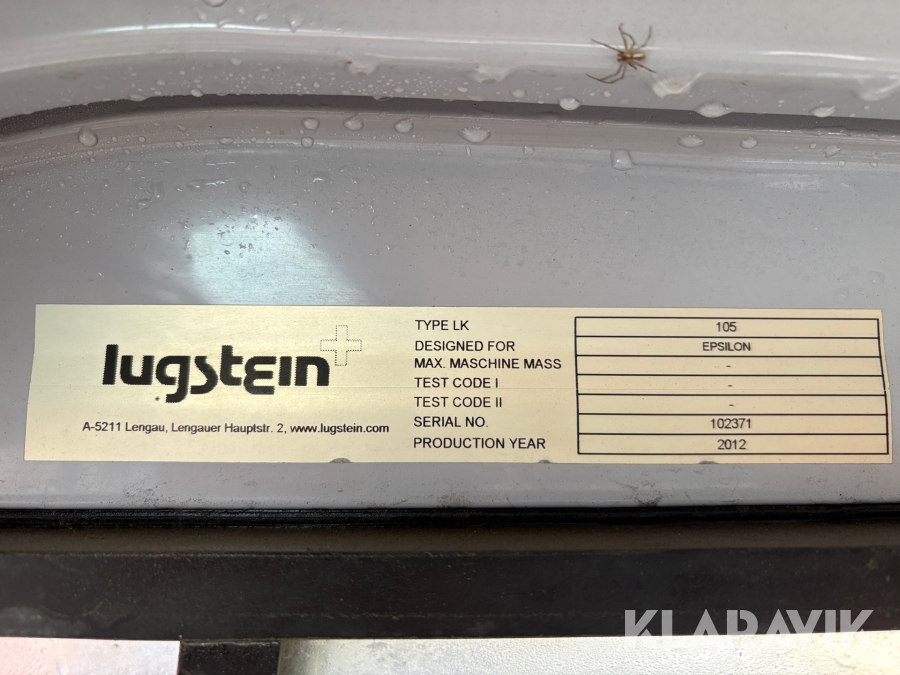 lugstein
A-5211 Lengau, Lengauer Hauptstr. 2, www.lugstein.com
TYPE LK 105
DESIGNED FOR EPSILON
MAX. MASCHINE MASS -
TEST CODE I -
TEST CODE II -
SERIAL NO. 102371
PRODUCTION YEAR 2012
KLARAVIK